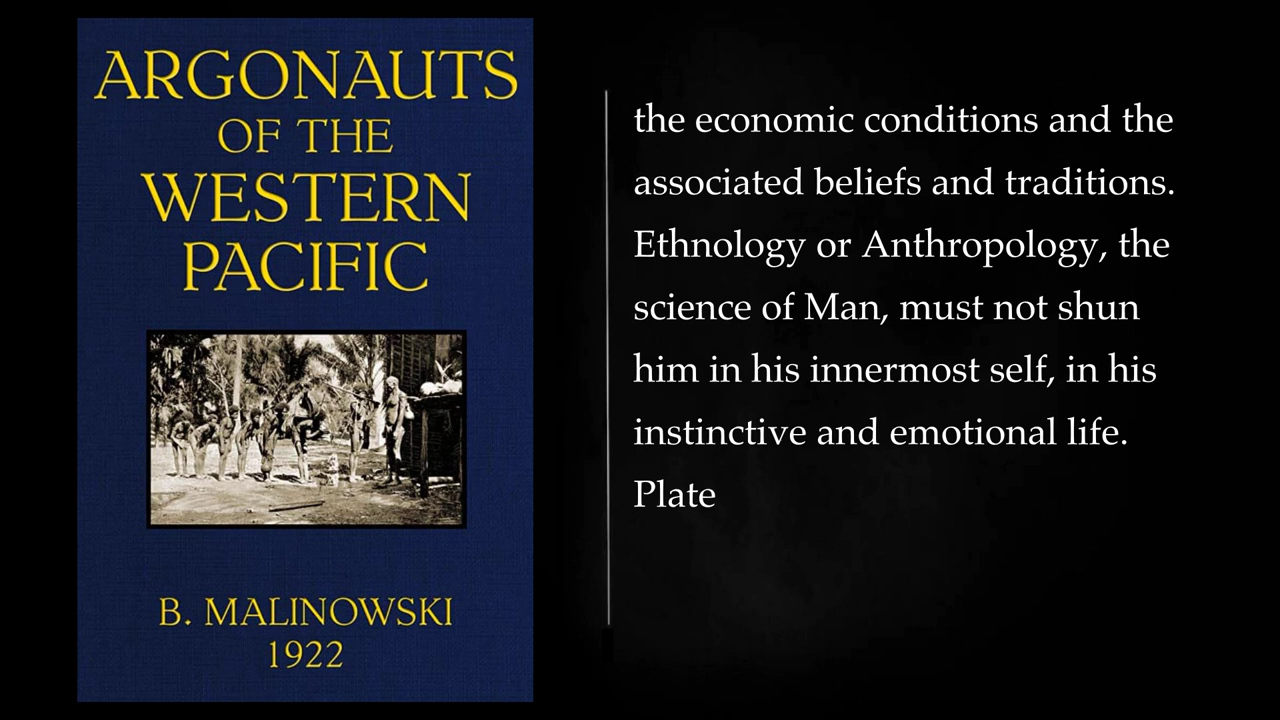 ARGONAUTS
OF THE
WESTERN
PACIFIC
B. MALINOWSKI
1922
the economic conditions and the
associated beliefs and traditions.
Ethnology or Anthropology, the
science of Man, must not shun
him in his innermost self, in his
instinctive and emotional life.
Plate